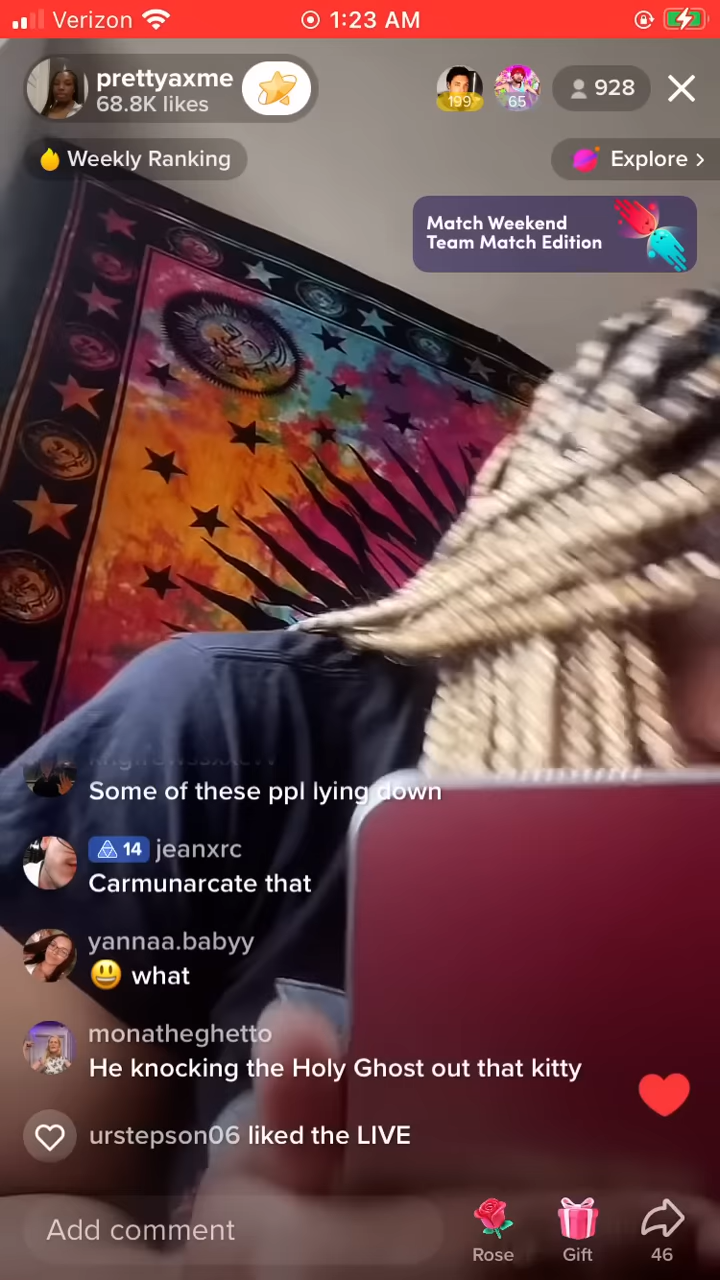 Verizon 1:23 AM
prettyaxme
68.8K likes
199
65
928
Weekly Ranking
Explore >
Match Weekend
Team Match Edition
Some of these ppl lying down
14 jeanxrc
Carmunarcate that
yannaa.babyy
😃 what
monatheghetto
He knocking the Holy Ghost out that kitty
urstepson06 liked the LIVE
Add comment
Rose
Gift
46